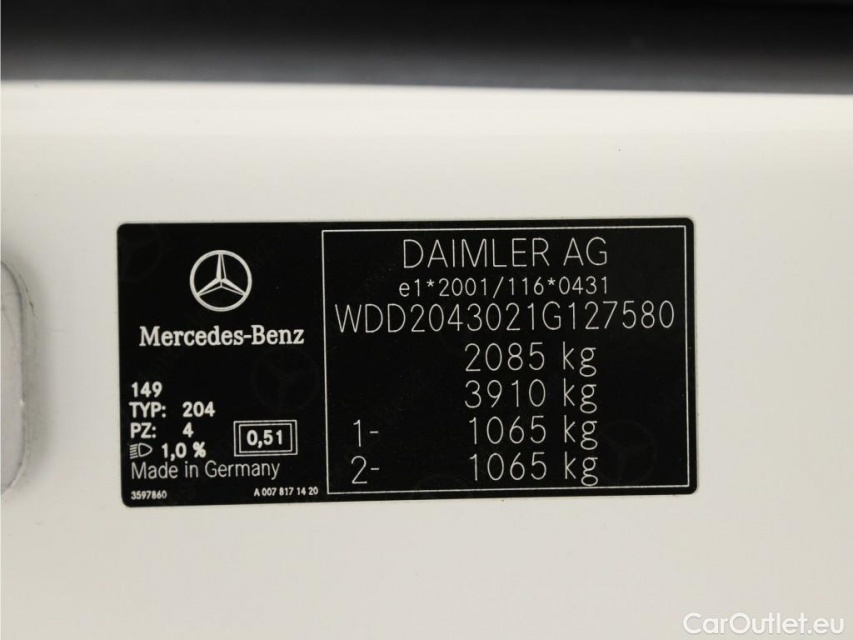 Mercedes-Benz
149
TYP: 204
PZ: 4
1,0 %
0,51
Made in Germany
3597860
A 007 817 14 20
DAIMLER AG
e1*2001/116*0431
WDD2043021G127580
2085 kg
3910 kg
1- 1065 kg
2- 1065 kg
CarOutlet.eu